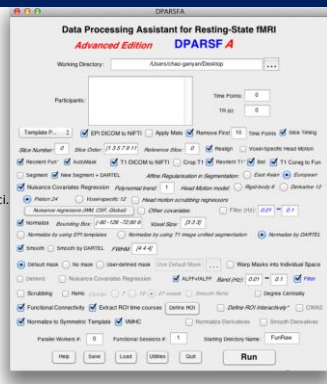 DPARSFA
Data Processing Assistant for Resting-State fMRI
Advanced Edition DPARSF A
Working Directory: /Users/chao-ganyan/Desktop ...
Participants:
Time Points: 0
TR (s): 0
Template P... EPI DICOM to NIFTI Apply Mats Remove First 10 Time Points Slice Timing
Slice Number: 0 Slice Order: [1 3 5 7 9 11 Reference Slice: 0 Realign Voxel-Specific Head Motion
Reorient Fun* AutoMask T1 DICOM to NIFTI Crop T1 Reorient T1* Bet T1 Coreg to Fun
Segment New Segment + DARTEL Affine Regularisation in Segmentation: East Asian European
Nuisance Covariates Regression Polynomial trend: 1 Head Motion model: Rigid-body 6 Derivative 12
ci. Friston 24 Voxel-specific 12 Head motion scrubbing regressors
Nuisance regressors (WM, CSF, Global) Other covariates Filter (Hz): 0.01 ~ 0.1
Normalize Bounding Box: [-90 -126 -72;90 9 Voxel Size: [3 3 3]
Normalize by using EPI templates Normalize by using T1 image unified segmentation Normalize by DARTEL
Smooth Smooth by DARTEL FWHM: [4 4 4]
Default mask No mask User-defined mask Use Default Mask ... Warp Masks into Individual Space
Detrend Nuisance Covariates Regression ALFF+fALFF Band (Hz): 0.01 ~ 0.1 Filter
Scrubbing ReHo Cluster: 7 19 27 voxels Smooth ReHo Degree Centrality
Functional Connectivity Extract ROI time courses Define ROI Define ROI Interactively* CWAS
Normalize to Symmetric Template VMHC Normalize Derivatives Smooth Derivatives
Parallel Workers #: 0 Functional Sessions #: 1 Starting Directory Name: FunRaw
Help Save Load Utilities Quit Run